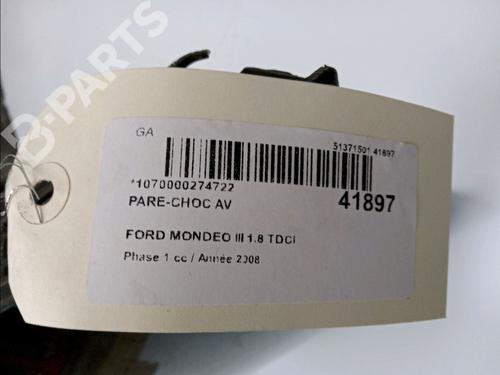 B-PARTS
GA
51371501 41897
*1070000274722
41897
PARE-CHOC AV
FORD MONDEO III 1.8 TDCI
Phase 1 cc / Année 2008